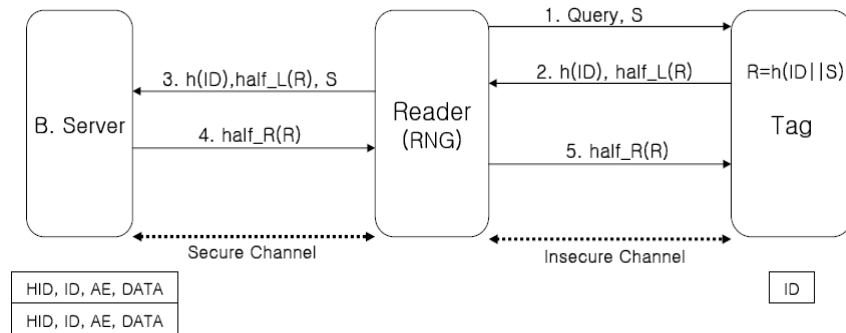 1. Query, S
3. h(ID),half_L(R), S
2. h(ID), half_L(R)
R=h(ID||S)
B. Server
Reader
(RNG)
Tag
4. half_R(R)
5. half_R(R)
Secure Channel
Insecure Channel
HID, ID, AE, DATA
ID
HID, ID, AE, DATA